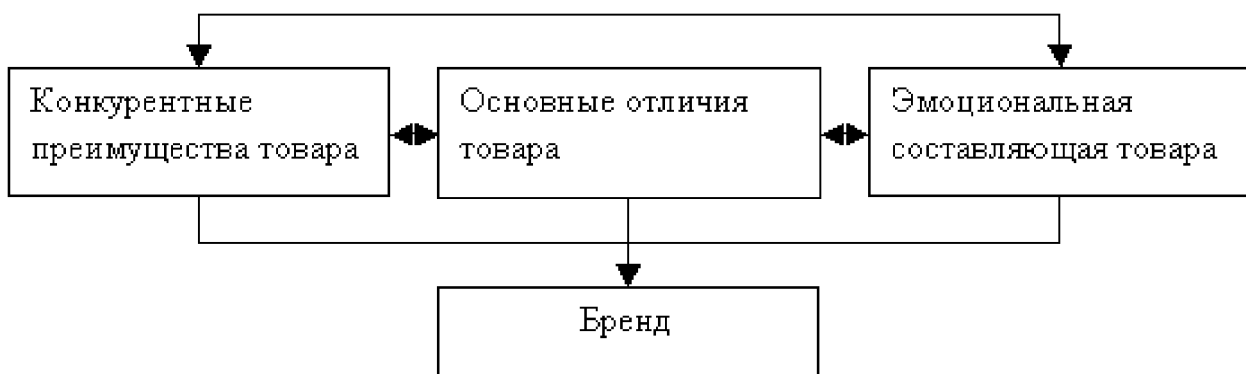 Конкурентные
преимущества товара
Основные отличия
товара
Эмоциональная
составляющая товара
Бренд